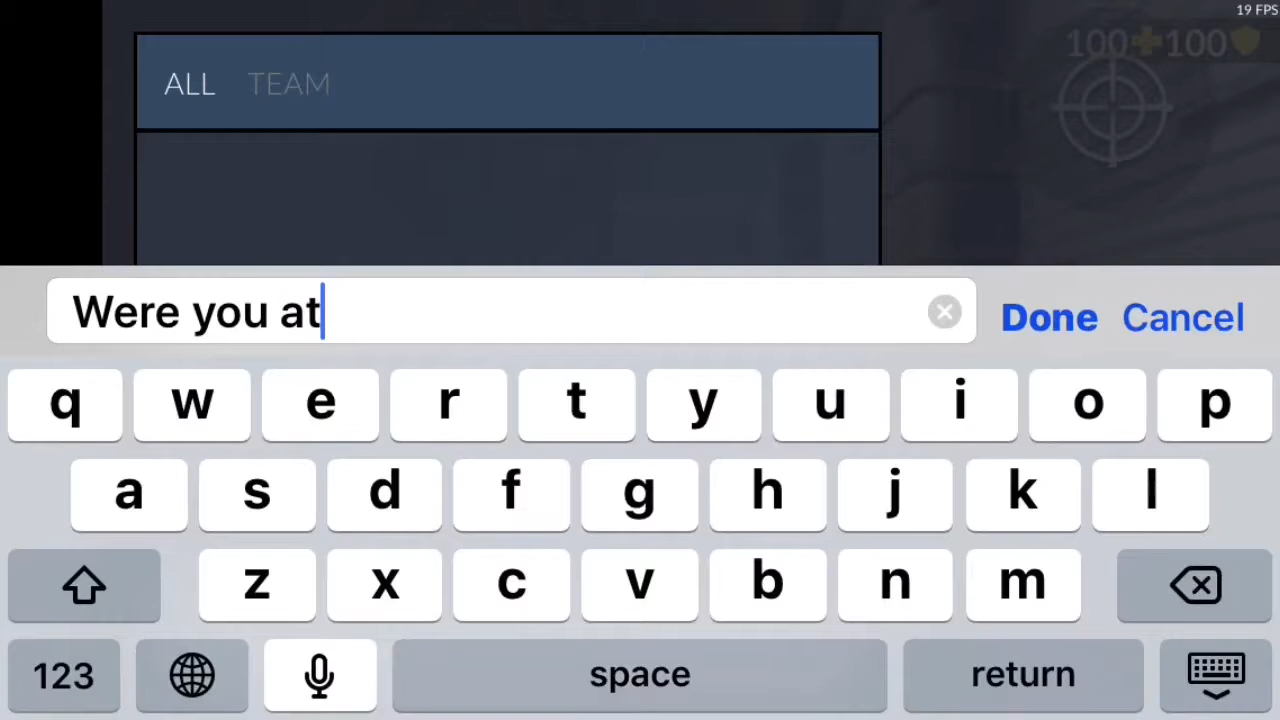 19 FPS
100 100
ALL TEAM
Were you at
Done Cancel
q w e r t y u i o p
a s d f g h j k l
z x c v b n m
123 space return